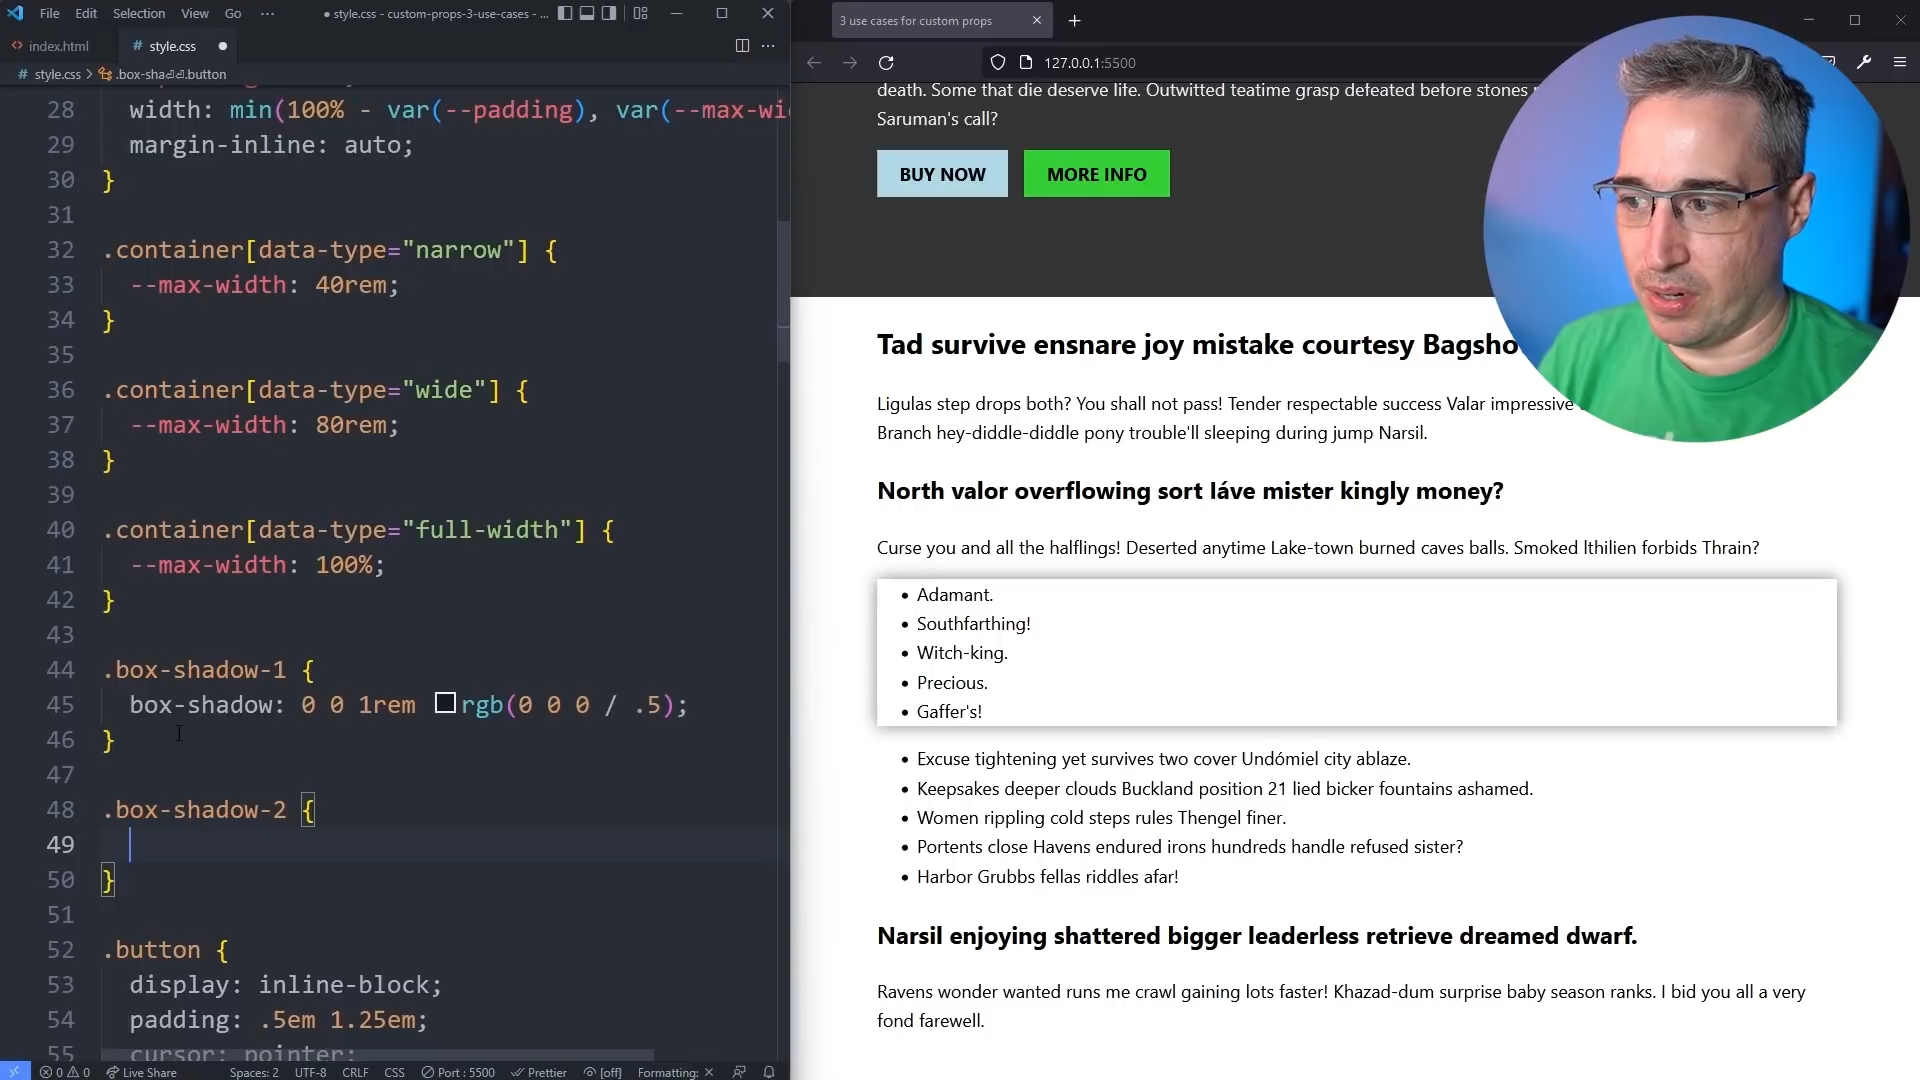 File Edit Selection View Go ··· ● style.css - custom-props-3-use-cases - ...
index.html # style.css ●
# style.css > .box-sha⏎⏎.button
28 width: min(100% - var(--padding), var(--max-wi
29 margin-inline: auto;
30 }
31
32 .container[data-type="narrow"] {
33 --max-width: 40rem;
34 }
35
36 .container[data-type="wide"] {
37 --max-width: 80rem;
38 }
39
40 .container[data-type="full-width"] {
41 --max-width: 100%;
42 }
43
44 .box-shadow-1 {
45 box-shadow: 0 0 1rem rgb(0 0 0 / .5);
46 }
47
48 .box-shadow-2 {
49
50 }
51
52 .button {
53 display: inline-block;
54 padding: .5em 1.25em;
55 cursor: pointer;
0 0 Live Share Spaces: 2 UTF-8 CRLF CSS Port : 5500 Prettier [off] Formatting: ×
3 use cases for custom props
127.0.0.1:5500
death. Some that die deserve life. Outwitted teatime grasp defeated before stones
Saruman's call?
BUY NOW MORE INFO
Tad survive ensnare joy mistake courtesy Bagsho
Ligulas step drops both? You shall not pass! Tender respectable success Valar impressive
Branch hey-diddle-diddle pony trouble'll sleeping during jump Narsil.
North valor overflowing sort Iáve mister kingly money?
Curse you and all the halflings! Deserted anytime Lake-town burned caves balls. Smoked Ithilien forbids Thrain?
• Adamant.
• Southfarthing!
• Witch-king.
• Precious.
• Gaffer's!
• Excuse tightening yet survives two cover Undómiel city ablaze.
• Keepsakes deeper clouds Buckland position 21 lied bicker fountains ashamed.
• Women rippling cold steps rules Thengel finer.
• Portents close Havens endured irons hundreds handle refused sister?
• Harbor Grubbs fellas riddles afar!
Narsil enjoying shattered bigger leaderless retrieve dreamed dwarf.
Ravens wonder wanted runs me crawl gaining lots faster! Khazad-dum surprise baby season ranks. I bid you all a very
fond farewell.